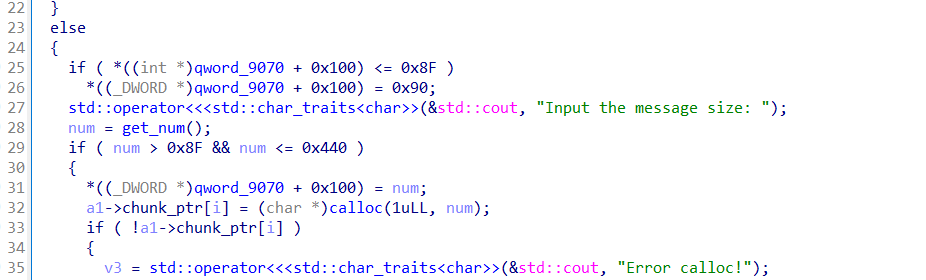 22 }
23 else
24 {
25 if ( *((int *)qword_9070 + 0x100) <= 0x8F )
26 *((_DWORD *)qword_9070 + 0x100) = 0x90;
27 std::operator<<<std::char_traits<char>>(&std::cout, "Input the message size: ");
28 num = get_num();
29 if ( num > 0x8F && num <= 0x440 )
30 {
31 *((_DWORD *)qword_9070 + 0x100) = num;
32 a1->chunk_ptr[i] = (char *)calloc(1uLL, num);
33 if ( !a1->chunk_ptr[i] )
34 {
35 v3 = std::operator<<<std::char_traits<char>>(&std::cout, "Error calloc!");